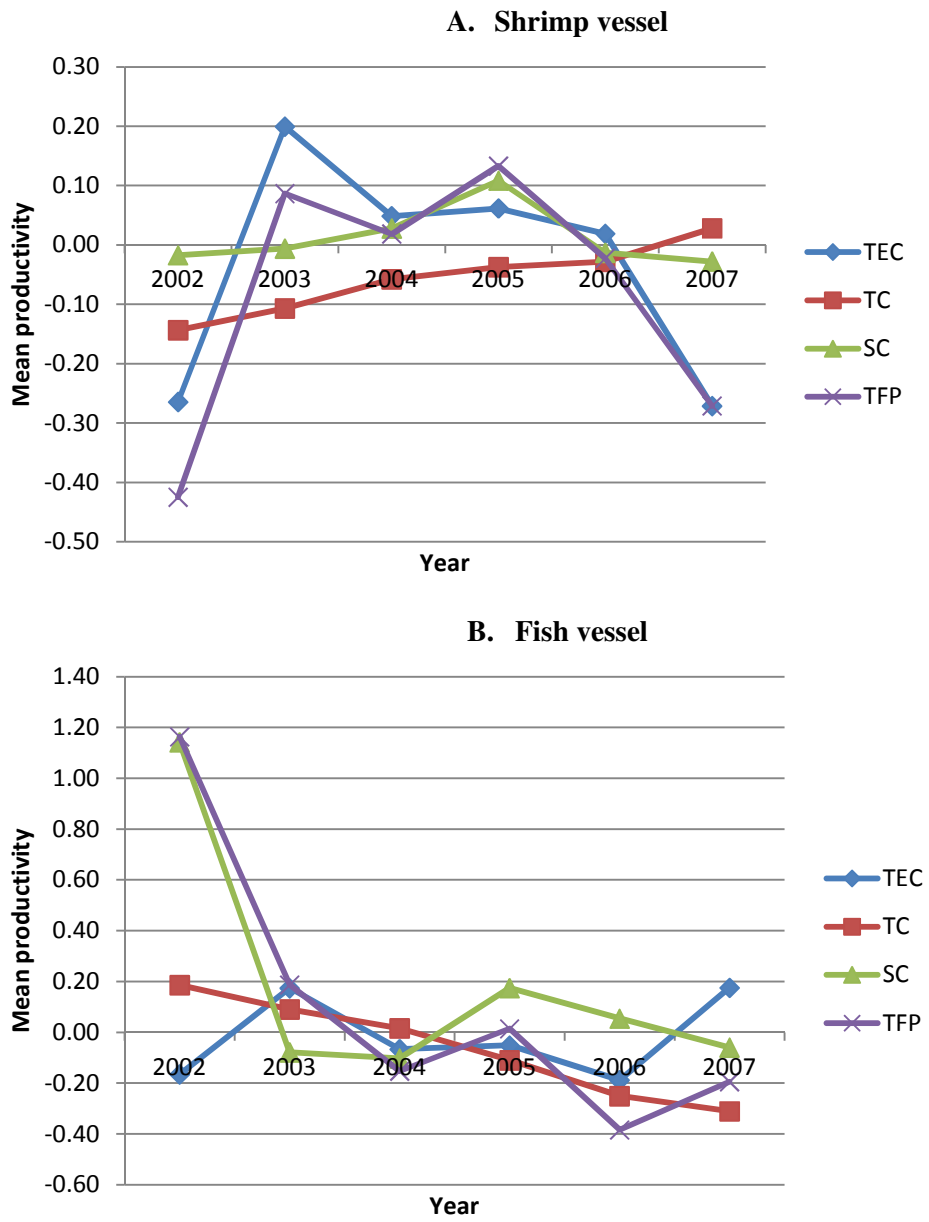 A. Shrimp vessel
0.30
0.20
0.10
0.00
-0.10
-0.20
-0.30
-0.40
-0.50
Mean productivity
2002 2003 2004 2005 2006 2007
Year
TEC
TC
SC
TFP
B. Fish vessel
1.40
1.20
1.00
0.80
0.60
0.40
0.20
0.00
-0.20
-0.40
-0.60
Mean productivity
2002 2003 2004 2005 2006 2007
Year
TEC
TC
SC
TFP